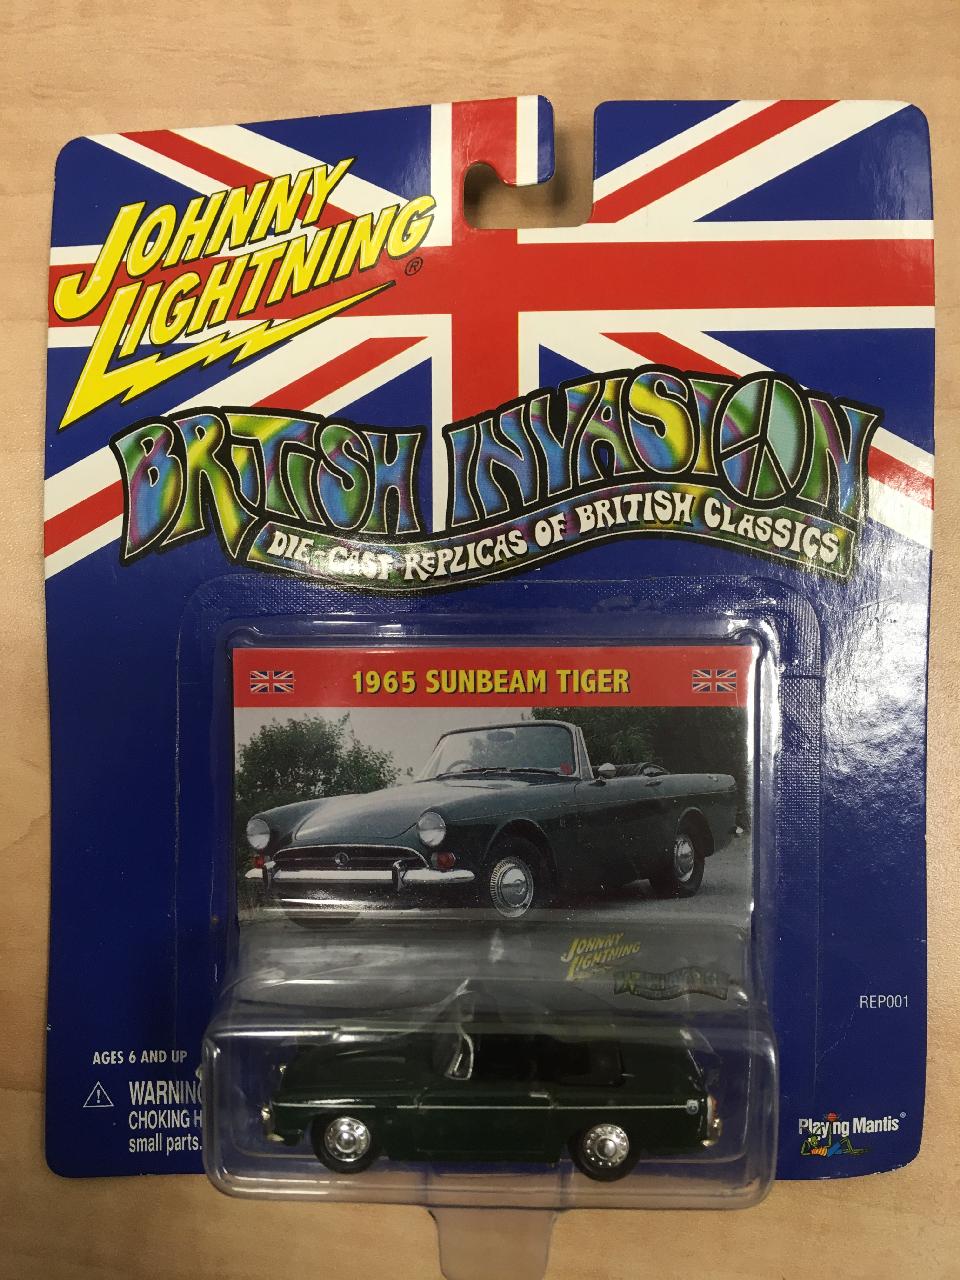 JOHNNY
LIGHTNING®
BRITISH INVASION
DIE-CAST REPLICAS OF BRITISH CLASSICS
1965 SUNBEAM TIGER
JOHNNY
LIGHTNING
REP001
AGES 6 AND UP
WARNING
CHOKING H
small parts.
Playing Mantis®